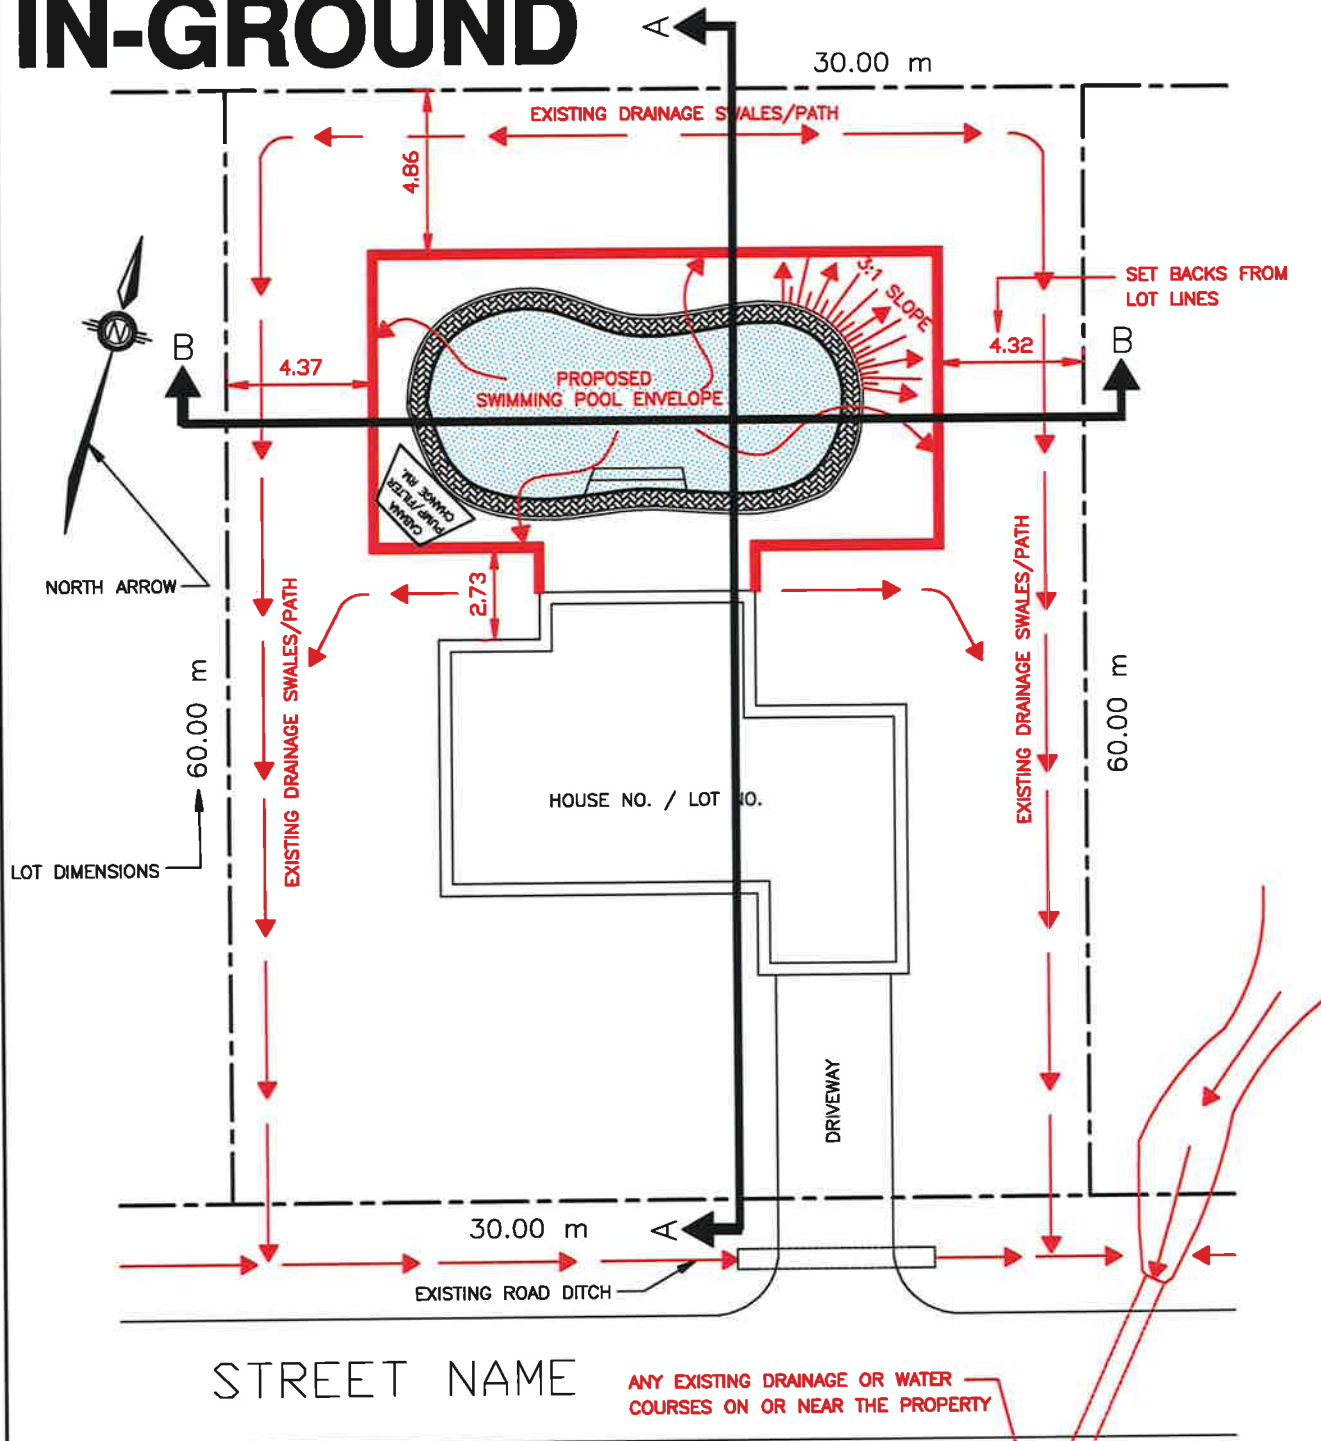 IN-GROUND
A
30.00 m
EXISTING DRAINAGE SWALES/PATH
4.86
3:1 SLOPE
SET BACKS FROM
LOT LINES
N
B
4.37
4.32
B
PROPOSED
SWIMMING POOL ENVELOPE
CABANA
PUMP/FILTER
CHANGE RM.
NORTH ARROW
2.73
EXISTING DRAINAGE SWALES/PATH
EXISTING DRAINAGE SWALES/PATH
60.00 m
60.00 m
HOUSE NO. / LOT NO.
LOT DIMENSIONS
DRIVEWAY
30.00 m
A
EXISTING ROAD DITCH
STREET NAME
ANY EXISTING DRAINAGE OR WATER
COURSES ON OR NEAR THE PROPERTY